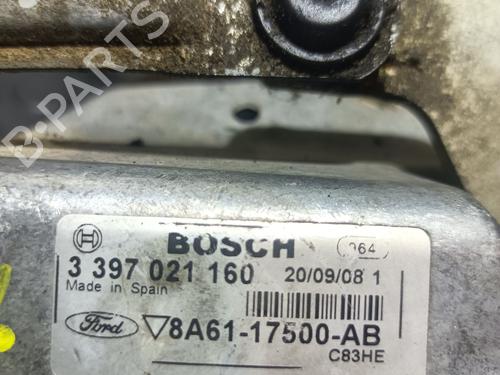 B-PARTS
BOSCH
064
3 397 021 160
20/09/08 1
Made in Spain
Ford
8A61-17500-AB
C83HE